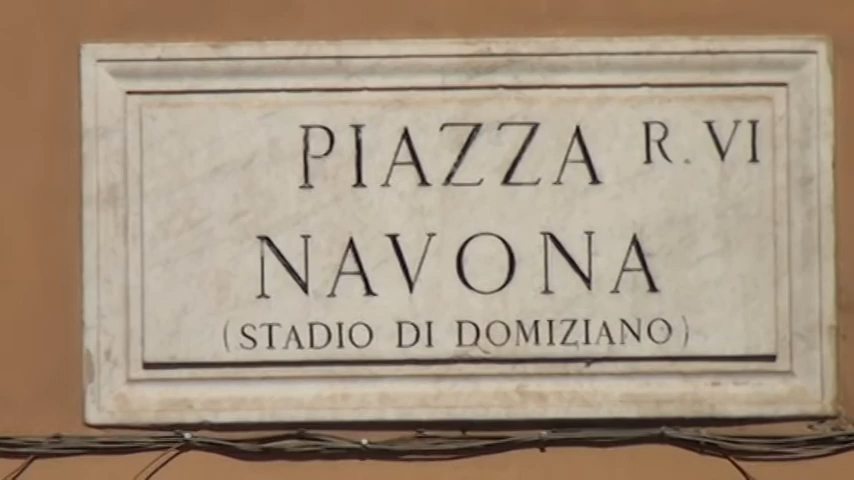 PIAZZA R. VI
NAVONA
(STADIO DI DOMIZIANO)